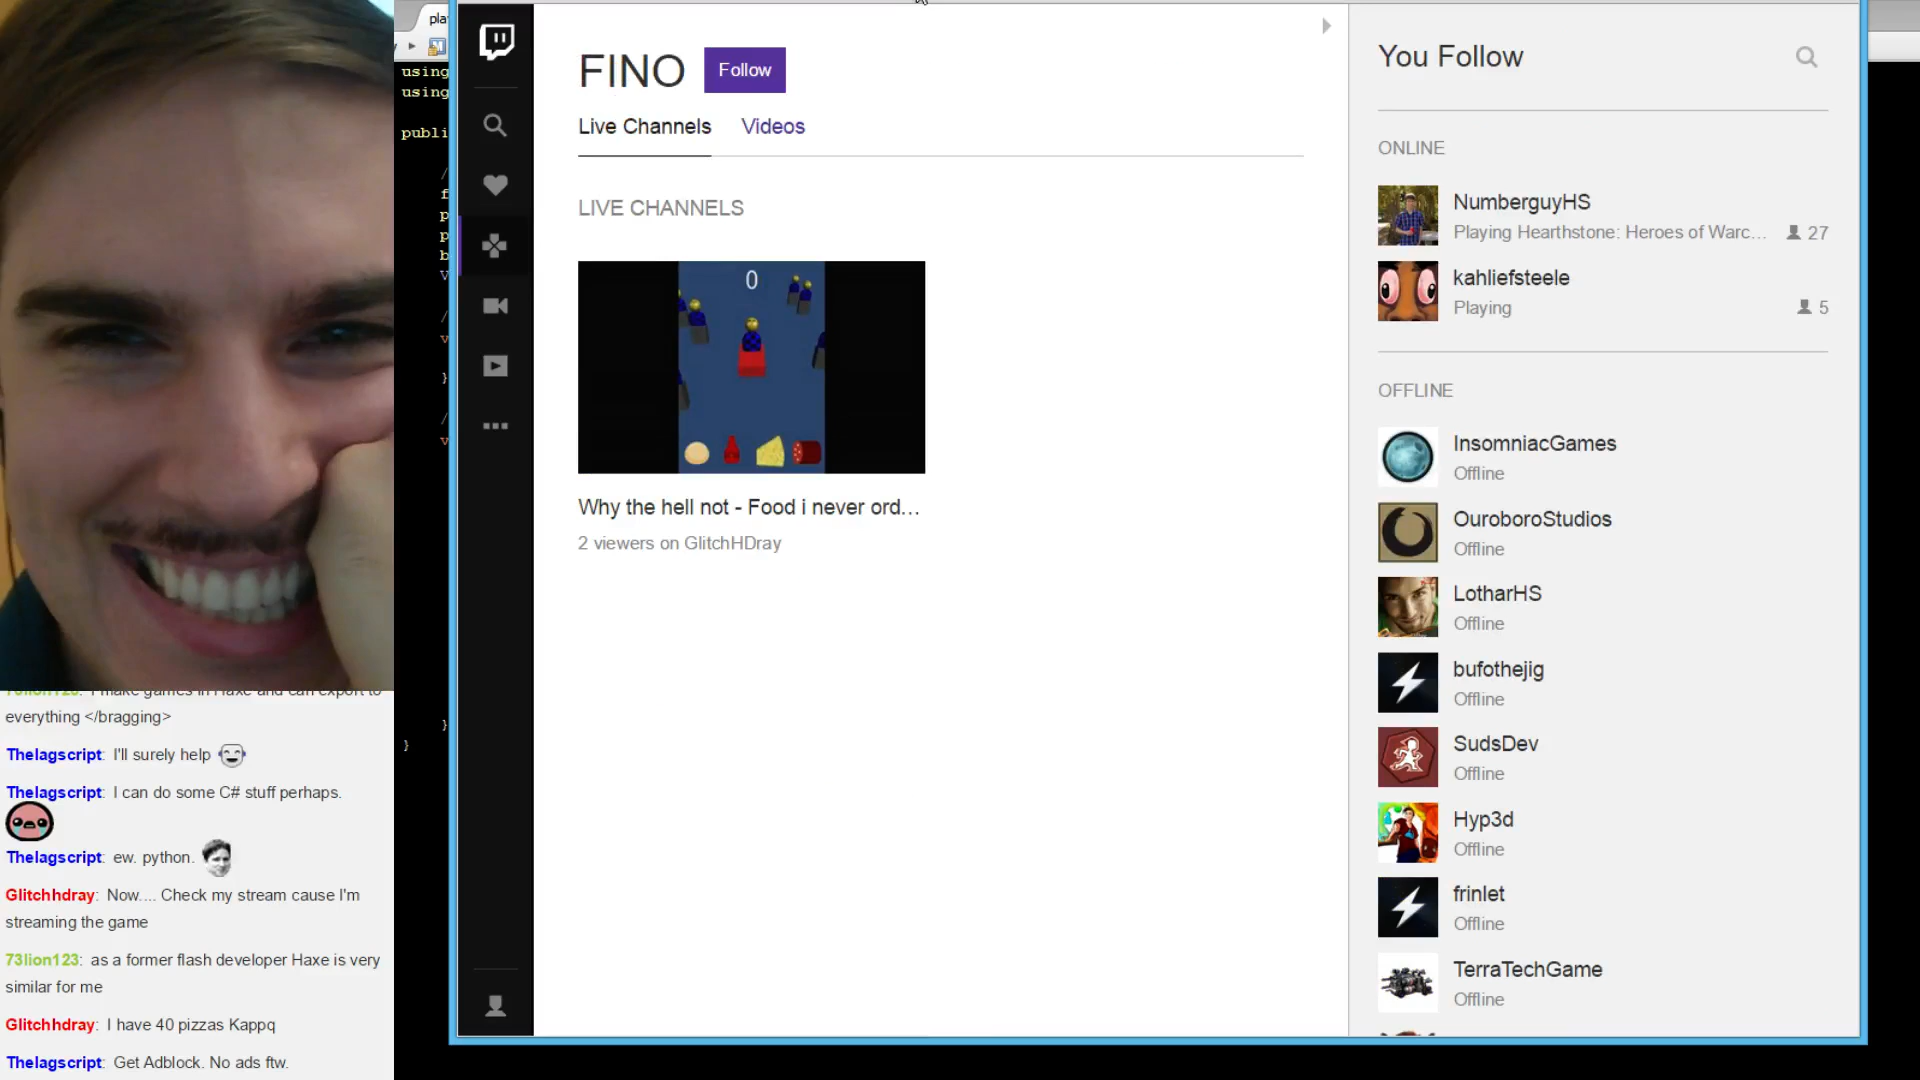 pla
using
using
publi
FINO
Follow
Live Channels
Videos
LIVE CHANNELS
0
Why the hell not - Food i never ord...
2 viewers on GlitchHDray
You Follow
ONLINE
NumberguyHS
Playing Hearthstone: Heroes of Warc...
27
kahliefsteele
Playing
5
OFFLINE
InsomniacGames
Offline
OuroboroStudios
Offline
LotharHS
Offline
bufothejig
Offline
SudsDev
Offline
Hyp3d
Offline
frinlet
Offline
TerraTechGame
Offline
73lion123: I make games in Haxe and can export to
everything </bragging>
Thelagscript: I'll surely help
Thelagscript: I can do some C# stuff perhaps.
Thelagscript: ew. python.
Glitchhdray: Now.... Check my stream cause I'm
streaming the game
73lion123: as a former flash developer Haxe is very
similar for me
Glitchhdray: I have 40 pizzas Kappq
Thelagscript: Get Adblock. No ads ftw.